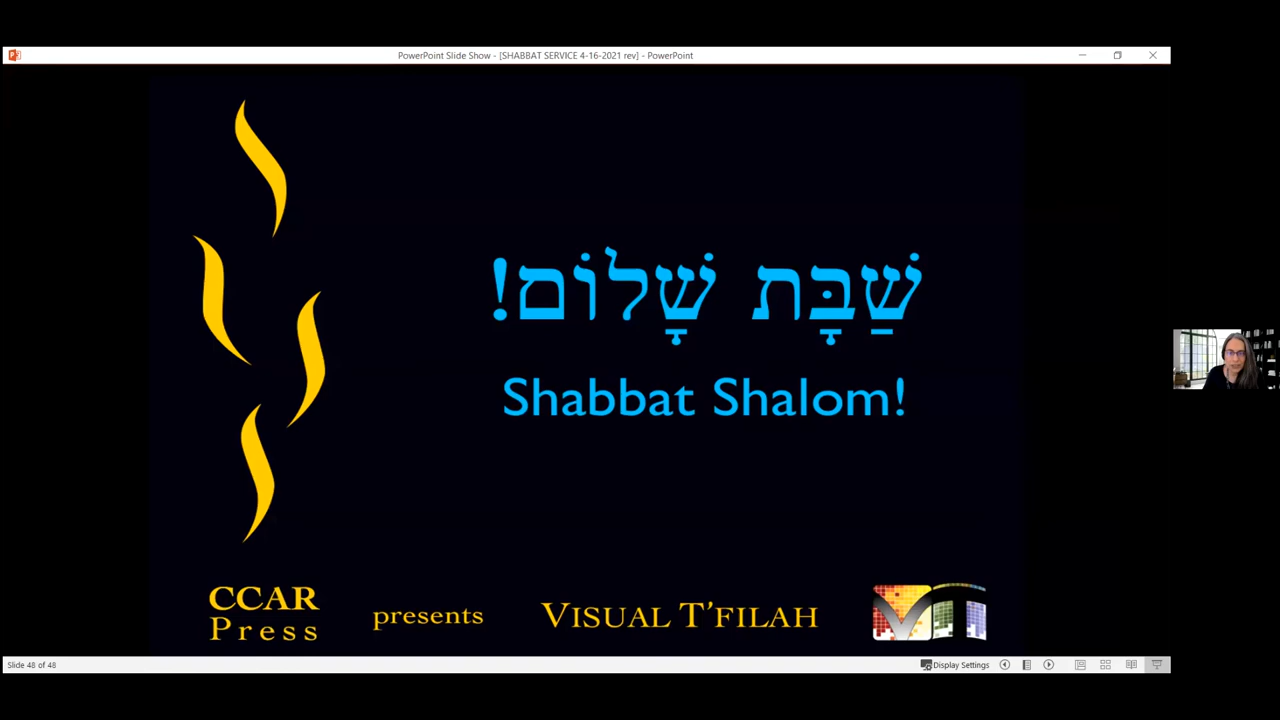 PowerPoint Slide Show - [SHABBAT SERVICE 4-16-2021 rev] - PowerPoint
שַׁבָּת שָׁלוֹם!
Shabbat Shalom!
CCAR
Press
presents
VISUAL T’FILAH
VT
Slide 48 of 48
Display Settings